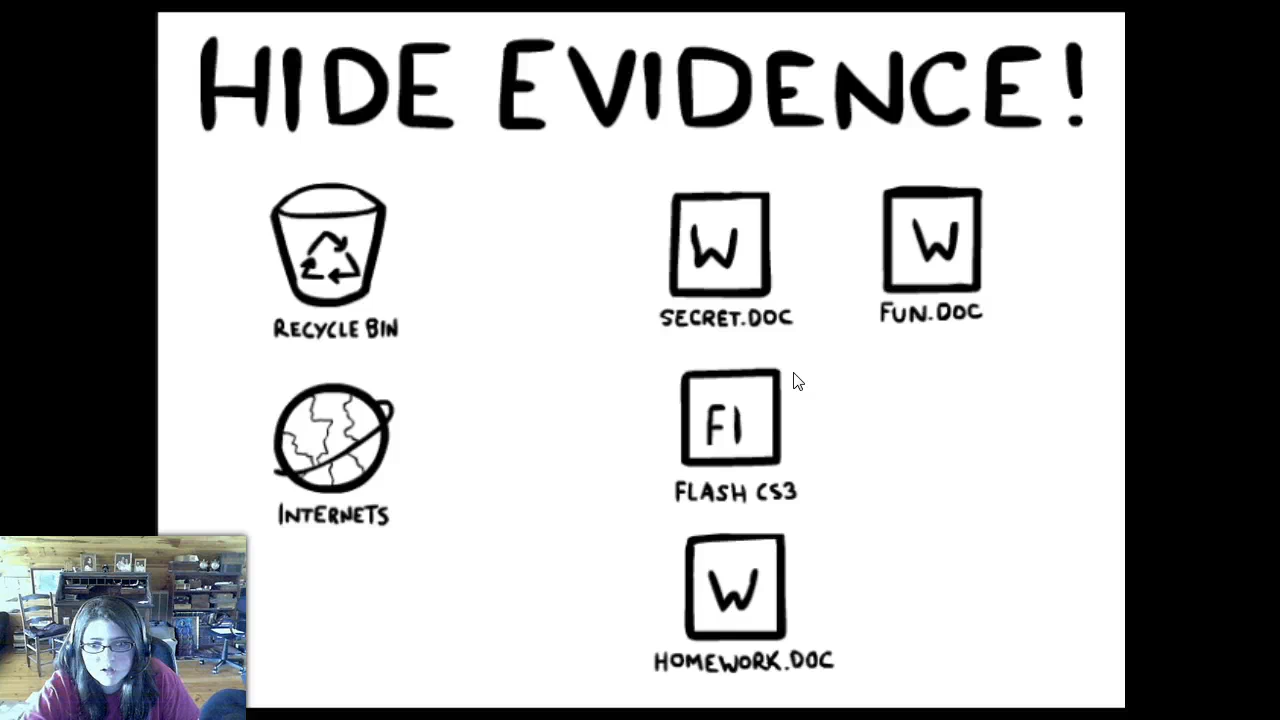 HIDE EVIDENCE!
W
W
RECYCLE BIN
SECRET.DOC
FUN.DOC
Fl
FLASH CS3
INTERNETS
W
HOMEWORK.DOC